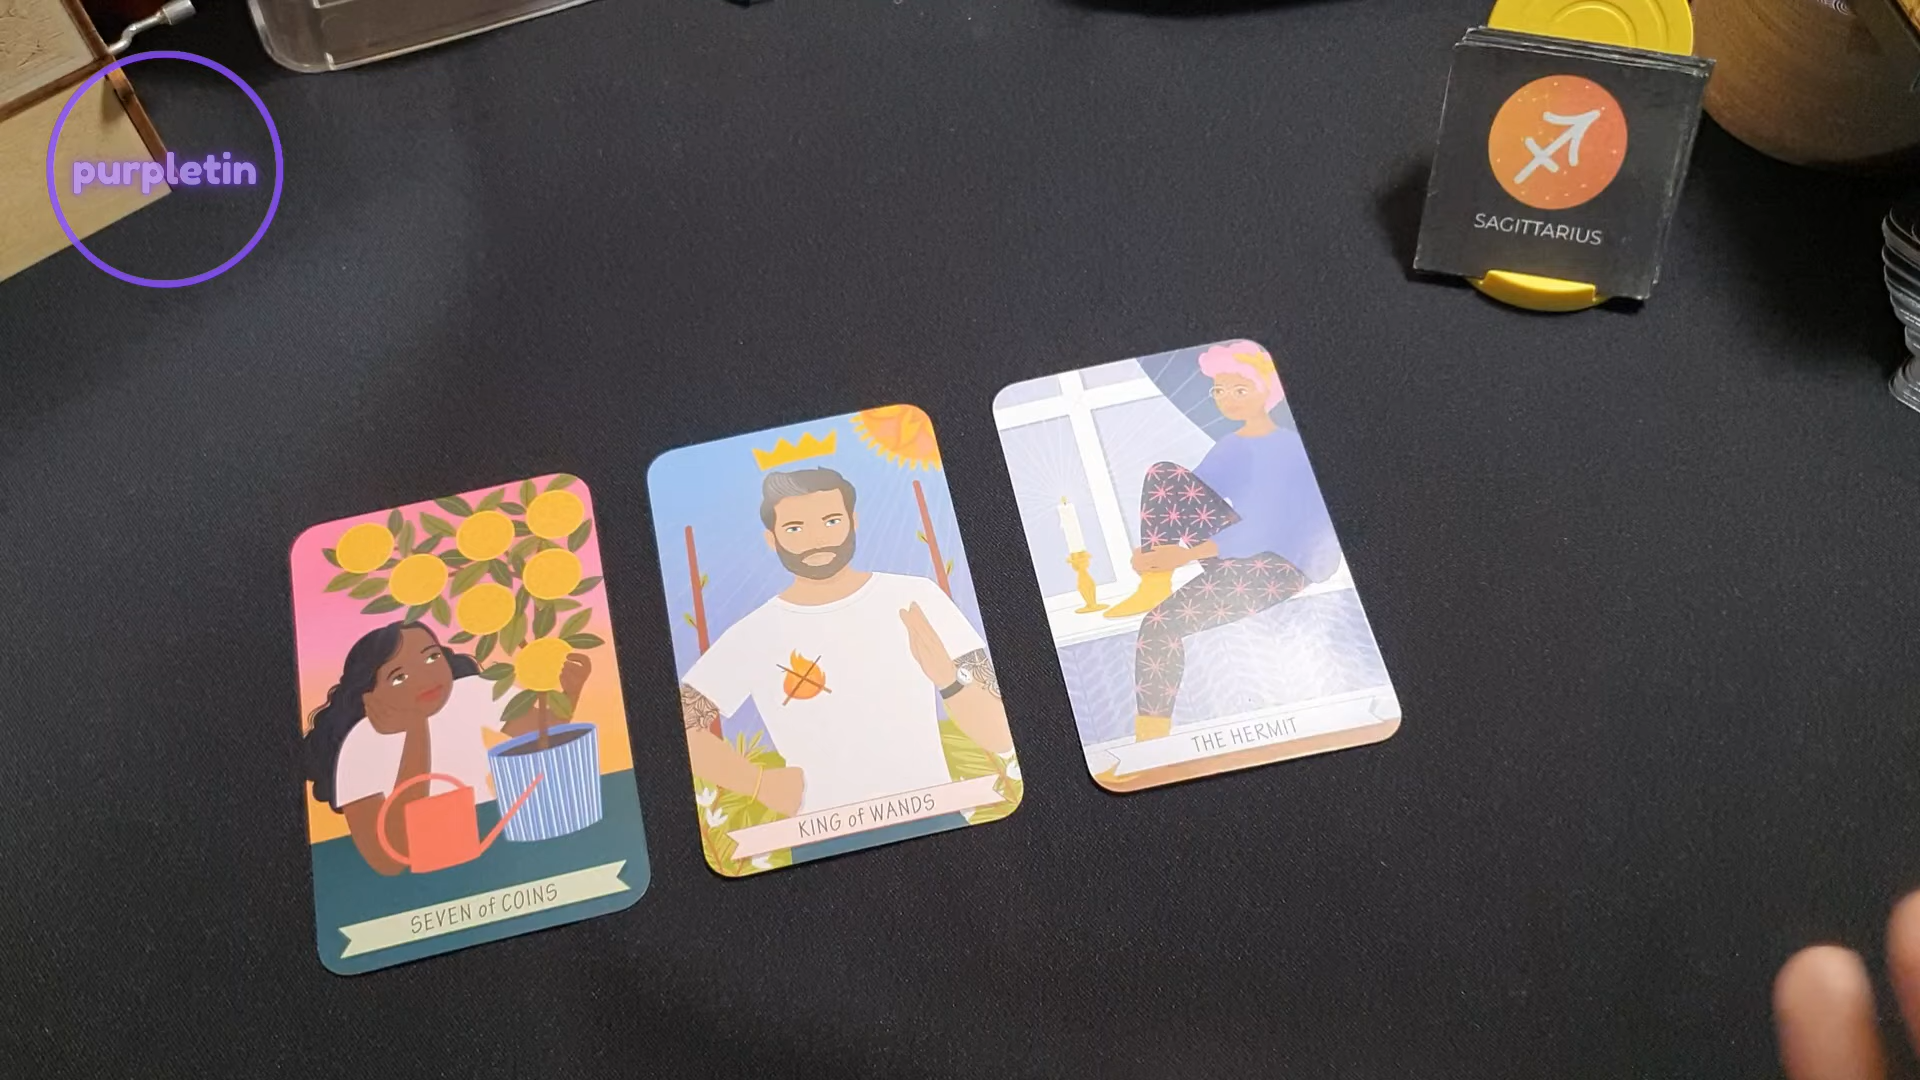 purpletin
SAGITTARIUS
SEVEN of COINS
KING of WANDS
THE HERMIT